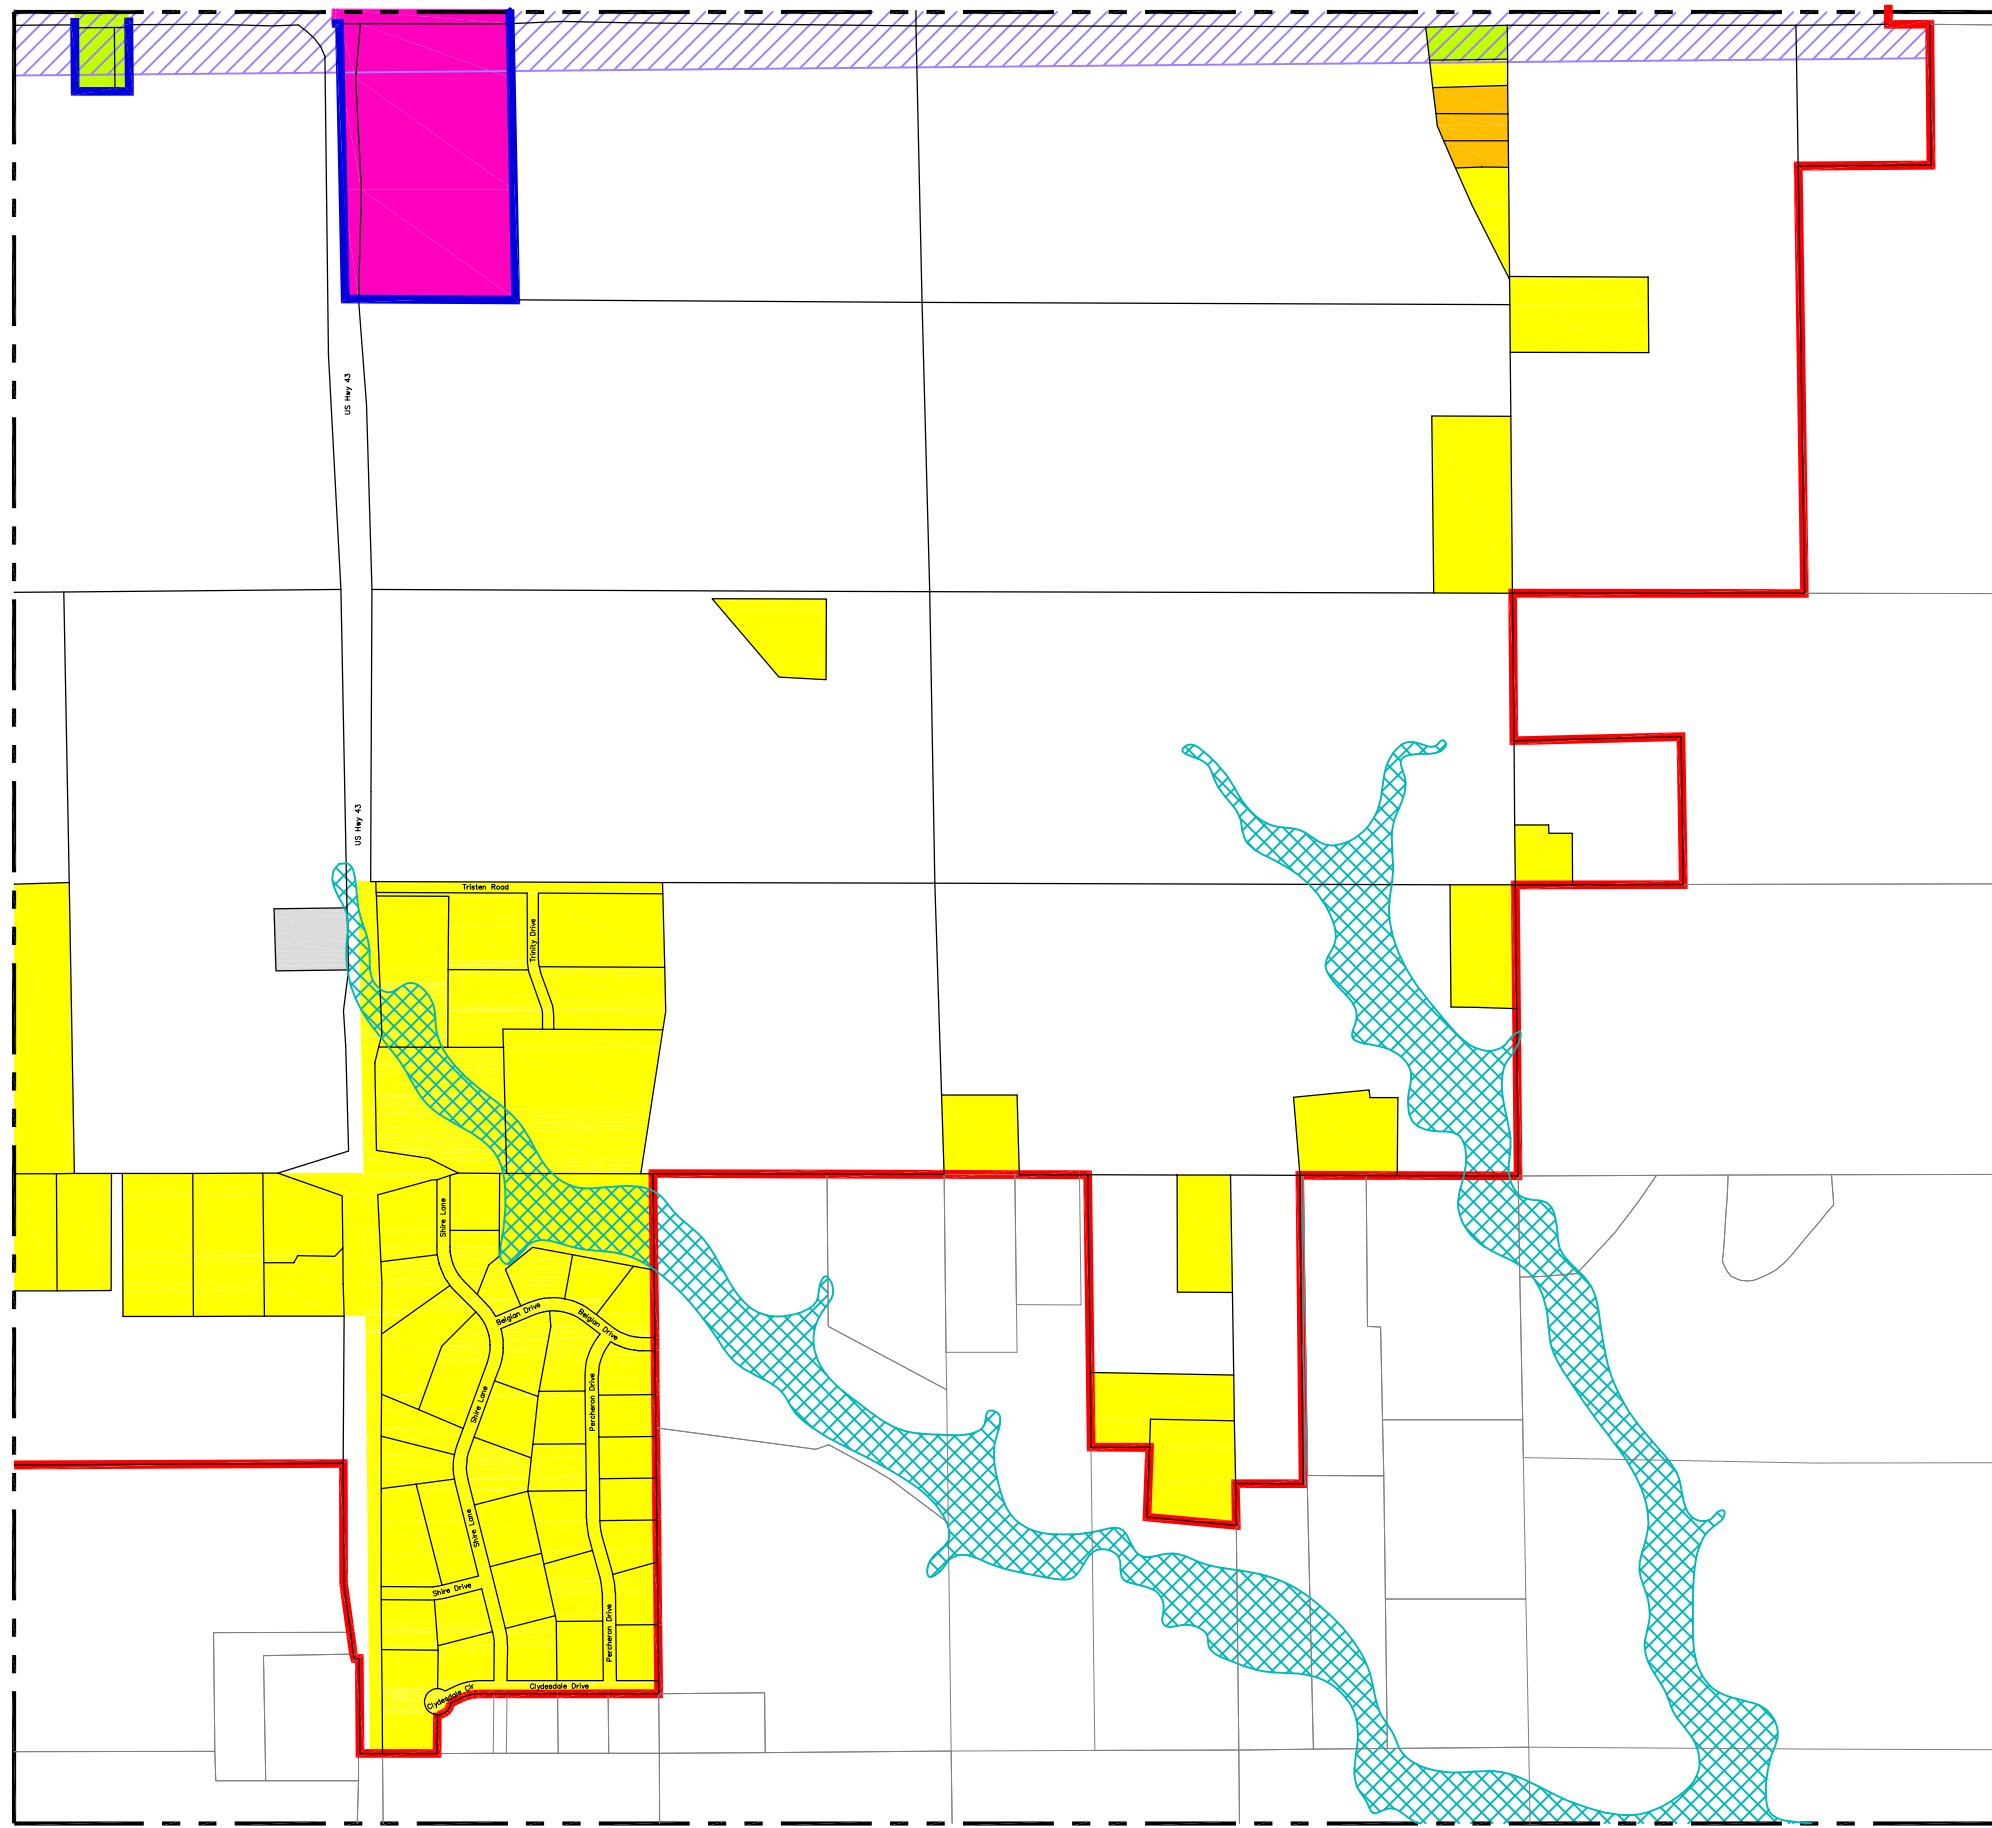 US Hwy 43
US Hwy 43
Tristen Road
Trinity Drive
Shire Lane
Belgian Drive
Belgian Drive
Shire Lane
Percheron Drive
Shire Lane
Shire Drive
Percheron Drive
Clydesdale Cir
Clydesdale Drive